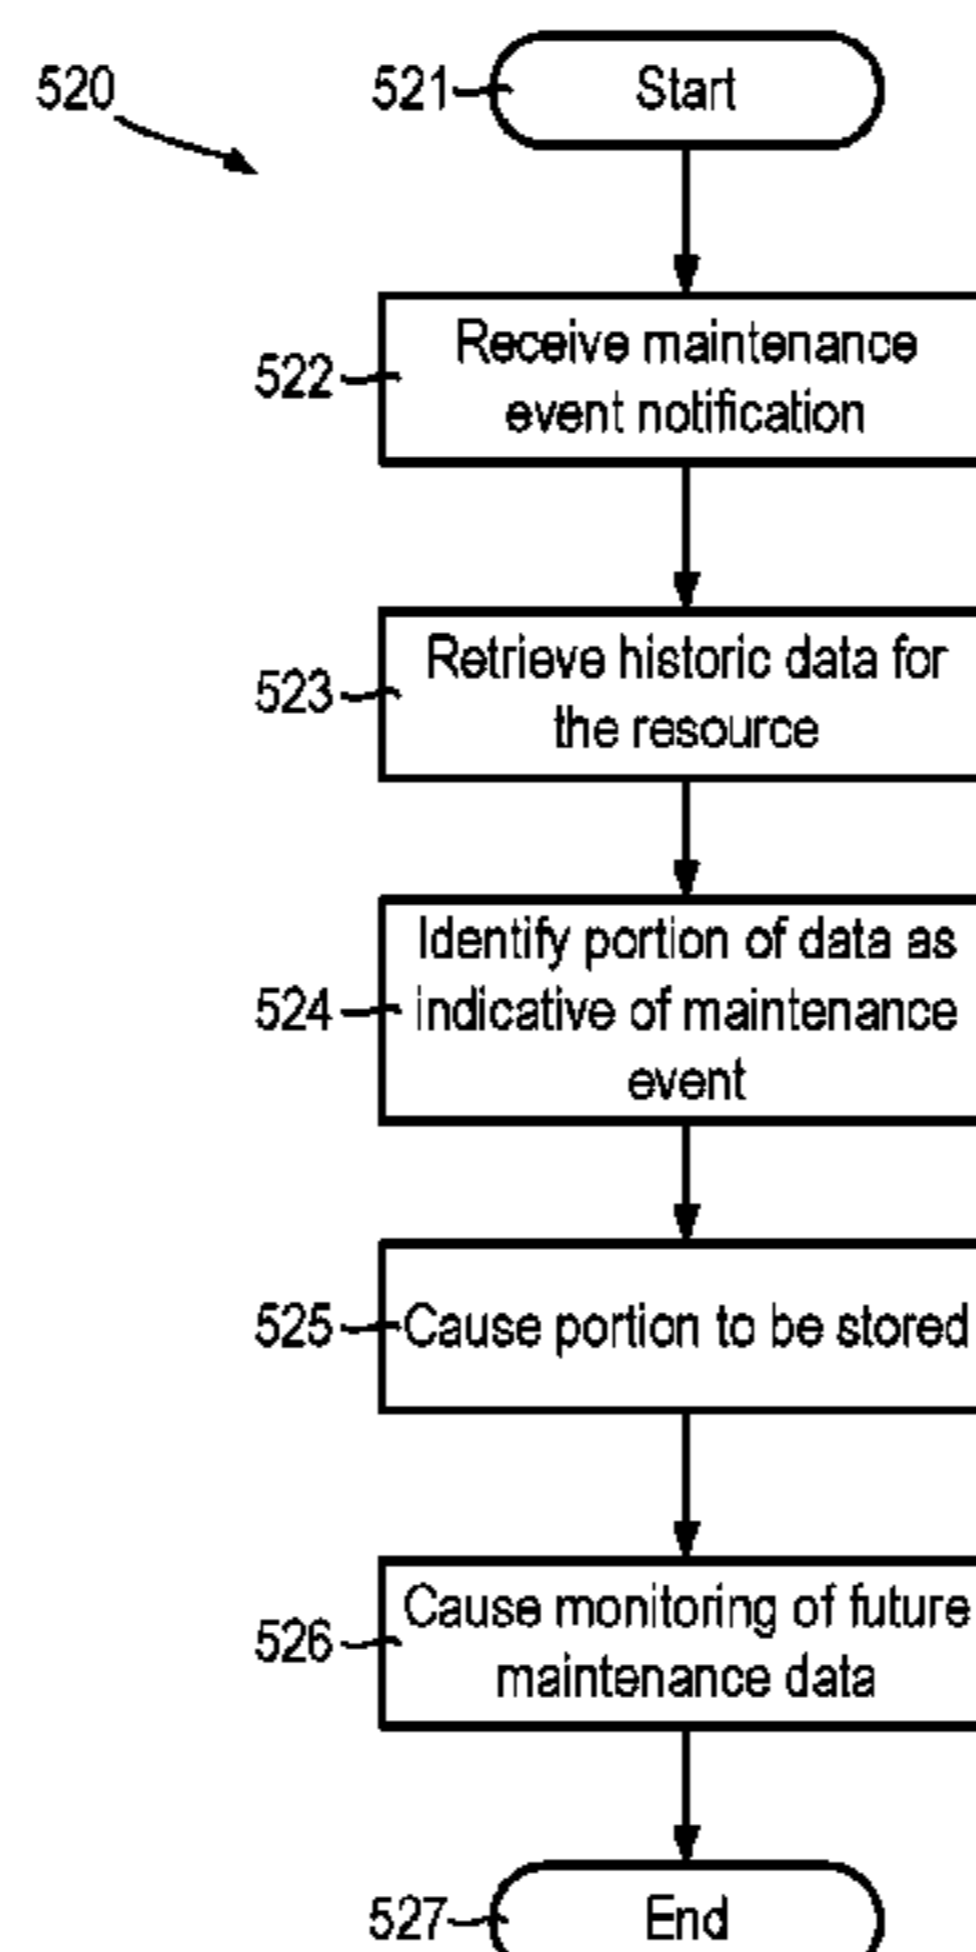 520
521
Start
522
Receive maintenance
event notification
523
Retrieve historic data for
the resource
524
Identify portion of data as
indicative of maintenance
event
525
Cause portion to be stored
526
Cause monitoring of future
maintenance data
527
End